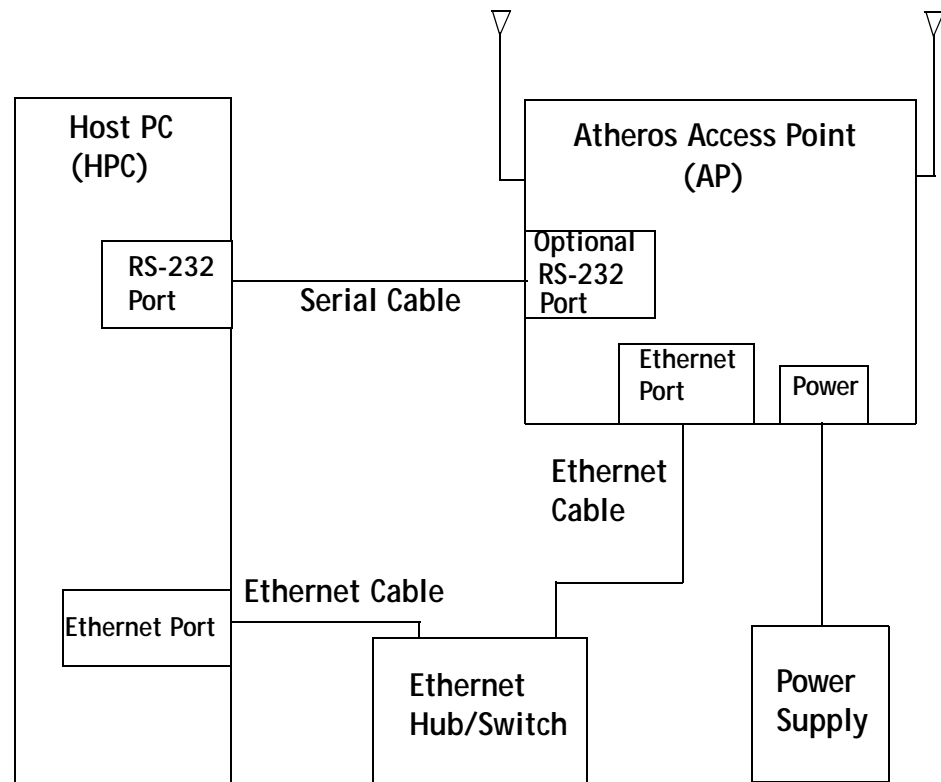 Host PC
(HPC)
Atheros Access Point
(AP)
RS-232
Port
Serial Cable
Optional
RS-232
Port
Ethernet
Port
Power
Ethernet
Cable
Ethernet Cable
Ethernet Port
Ethernet
Hub/Switch
Power
Supply